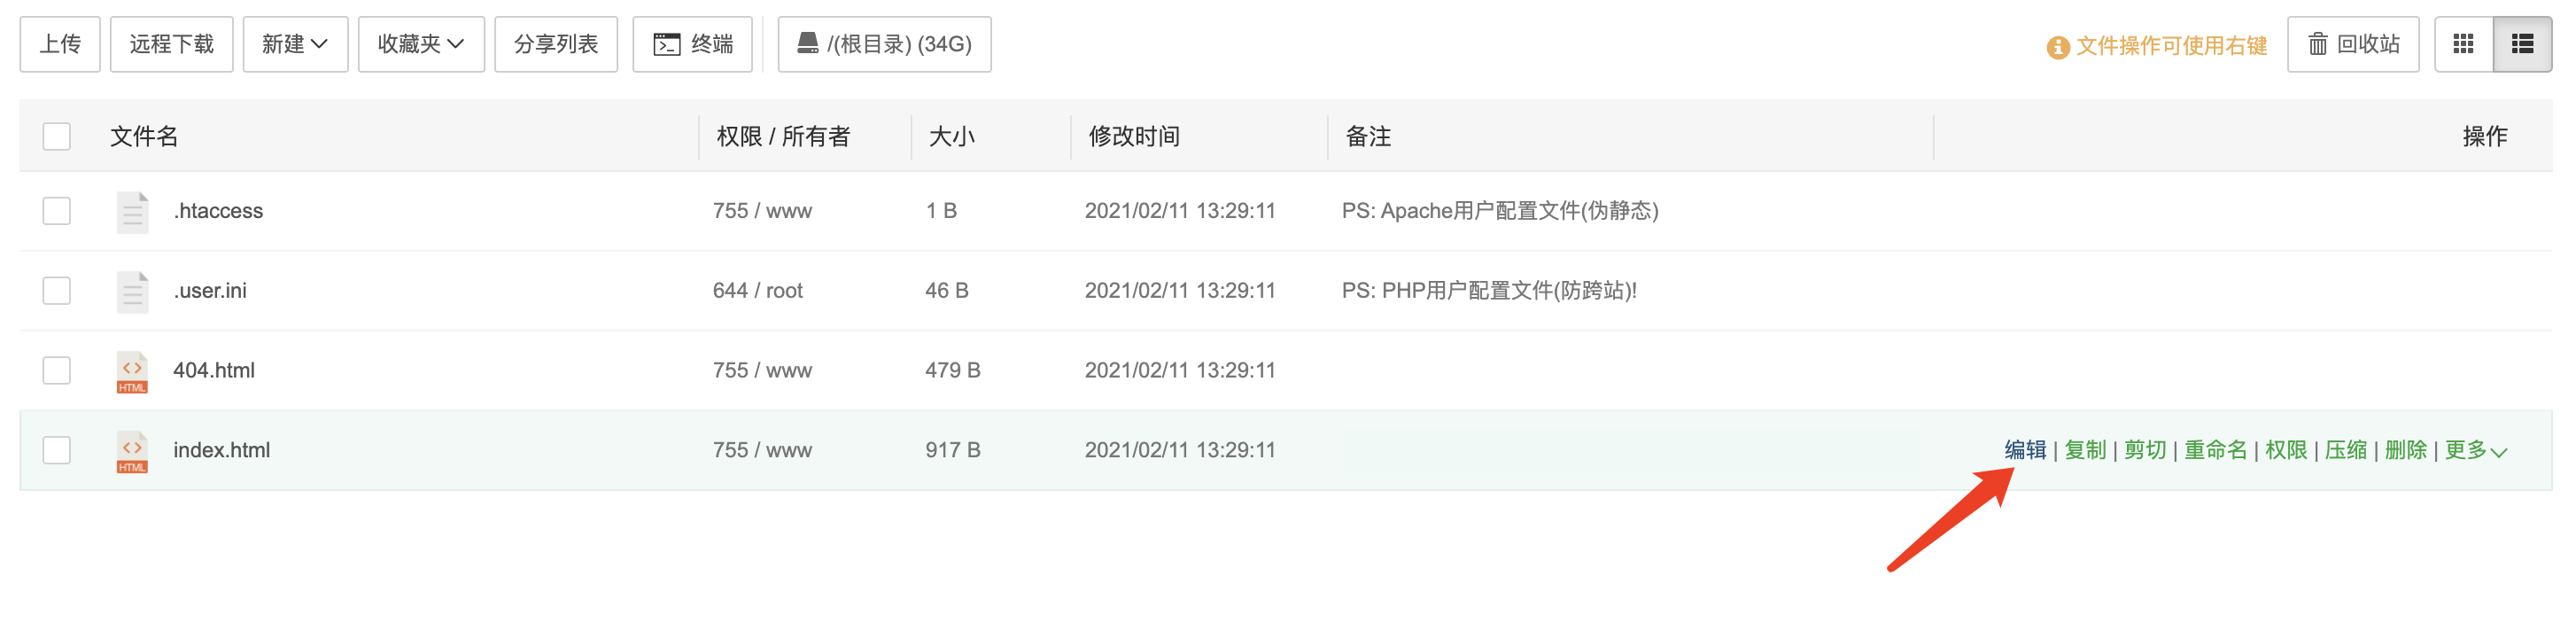 上传 远程下载 新建 收藏夹 分享列表 终端 /(根目录) (34G) 文件操作可使用右键 回收站
文件名 权限 / 所有者 大小 修改时间 备注 操作
.htaccess 755 / www 1 B 2021/02/11 13:29:11 PS: Apache用户配置文件(伪静态)
.user.ini 644 / root 46 B 2021/02/11 13:29:11 PS: PHP用户配置文件(防跨站)!
HTML 404.html 755 / www 479 B 2021/02/11 13:29:11
HTML index.html 755 / www 917 B 2021/02/11 13:29:11 编辑 | 复制 | 剪切 | 重命名 | 权限 | 压缩 | 删除 | 更多